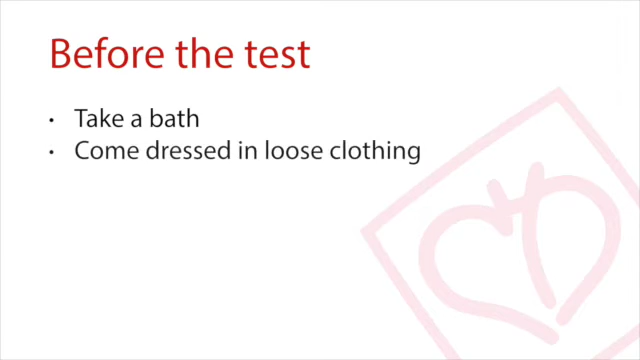 Before the test
• Take a bath
• Come dressed in loose clothing